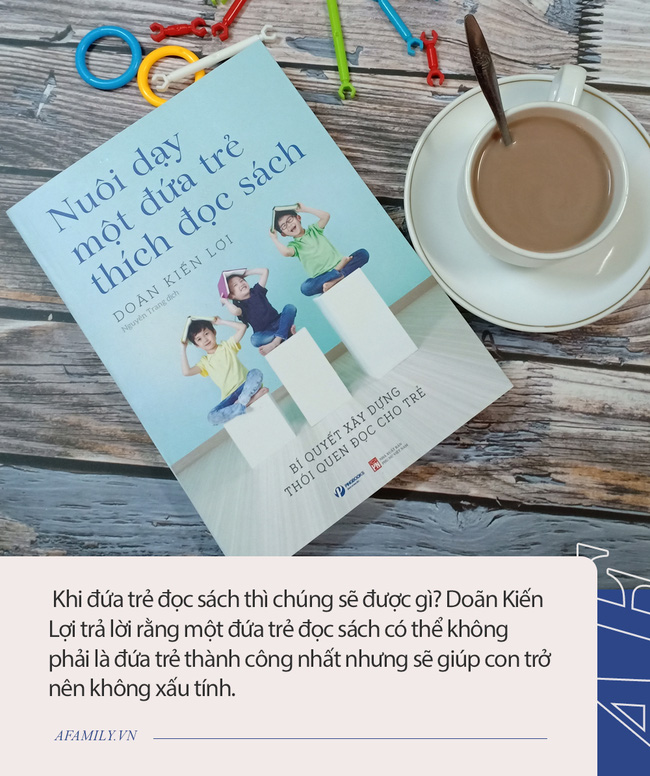 Nuôi dạy
một đứa trẻ
thích đọc sách
DOÃN KIẾN LỢI
Nguyễn Trang dịch
BÍ QUYẾT XÂY DỰNG
THÓI QUEN ĐỌC CHO TRẺ
Khi đứa trẻ đọc sách thì chúng sẽ được gì? Doãn Kiến
Lợi trả lời rằng một đứa trẻ đọc sách có thể không
phải là đứa trẻ thành công nhất nhưng sẽ giúp con trở
nên không xấu tính.
AFAMILY.VN